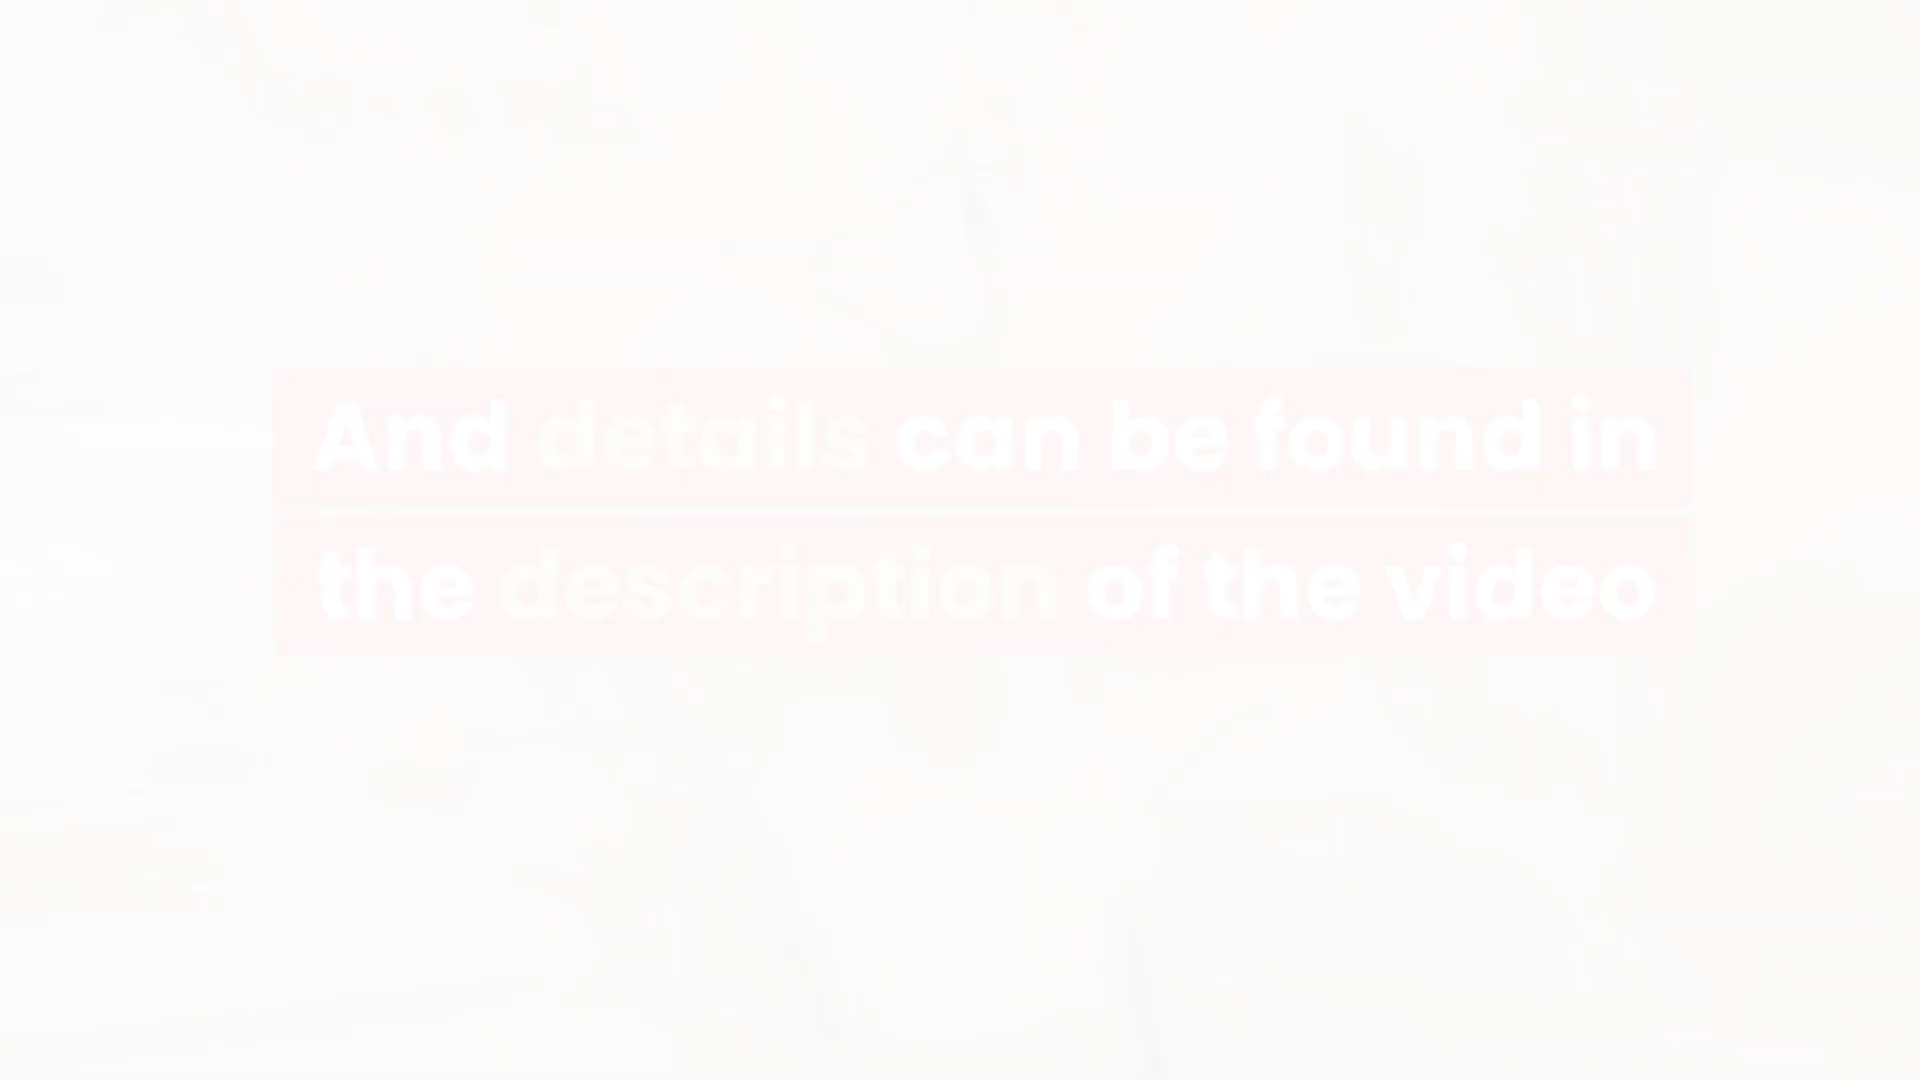 And details can be found in
the description of the video